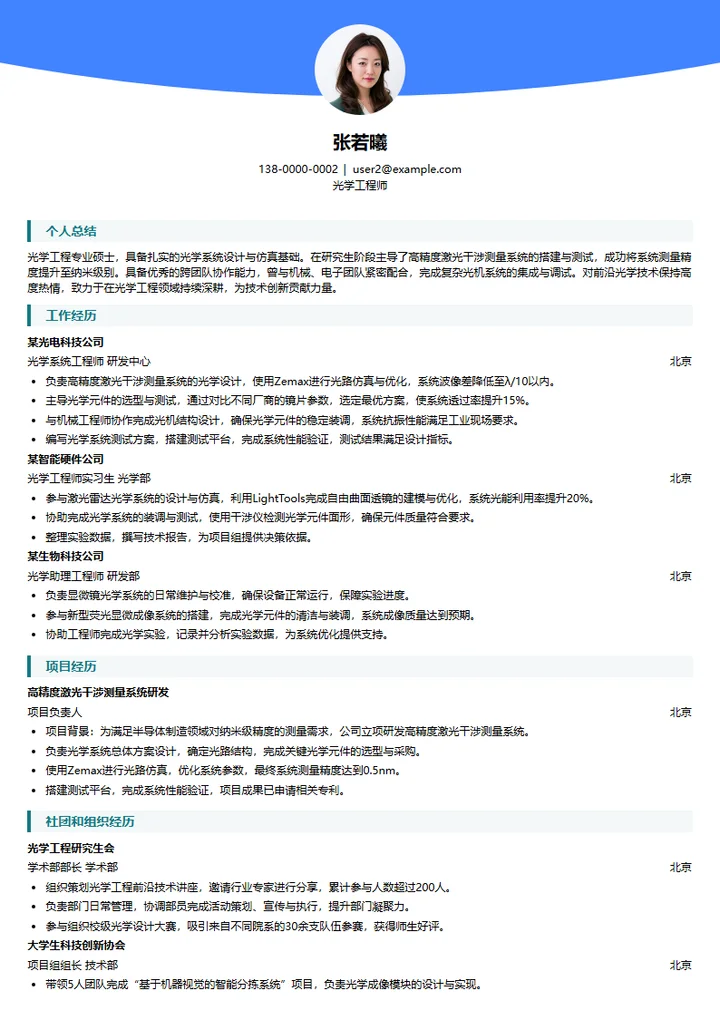 张若曦
138-0000-0002 | user2@example.com
光学工程师
个人总结
光学工程专业硕士，具备扎实的光学系统设计与仿真基础。在研究生阶段主导了高精度激光干涉测量系统的搭建与测试，成功将系统测量精
度提升至纳米级别。具备优秀的跨团队协作能力，曾与机械、电子团队紧密配合，完成复杂光机系统的集成与调试。对前沿光学技术保持高
度热情，致力于在光学工程领域持续深耕，为技术创新贡献力量。
工作经历
某光电科技公司
光学系统工程师 研发中心 北京
• 负责高精度激光干涉测量系统的光学设计，使用Zemax进行光路仿真与优化，系统波像差降低至λ/10以内。
• 主导光学元件的选型与测试，通过对比不同厂商的镜片参数，选定最优方案，使系统透过率提升15%。
• 与机械工程师协作完成光机结构设计，确保光学元件的稳定装调，系统抗振性能满足工业现场要求。
• 编写光学系统测试方案，搭建测试平台，完成系统性能验证，测试结果满足设计指标。
某智能硬件公司
光学工程师实习生 光学部 北京
• 参与激光雷达光学系统的设计与仿真，利用LightTools完成自由曲面透镜的建模与优化，系统光能利用率提升20%。
• 协助完成光学系统的装调与测试，使用干涉仪检测光学元件面形，确保元件质量符合要求。
• 整理实验数据，撰写技术报告，为项目组提供决策依据。
某生物科技公司
光学助理工程师 研发部 北京
• 负责显微镜光学系统的日常维护与校准，确保设备正常运行，保障实验进度。
• 参与新型荧光显微成像系统的搭建，完成光学元件的清洁与装调，系统成像质量达到预期。
• 协助工程师完成光学实验，记录并分析实验数据，为系统优化提供支持。
项目经历
高精度激光干涉测量系统研发
项目负责人 北京
• 项目背景：为满足半导体制造领域对纳米级精度的测量需求，公司立项研发高精度激光干涉测量系统。
• 负责光学系统总体方案设计，确定光路结构，完成关键光学元件的选型与采购。
• 使用Zemax进行光路仿真，优化系统参数，最终系统测量精度达到0.5nm。
• 搭建测试平台，完成系统性能验证，项目成果已申请相关专利。
社团和组织经历
光学工程研究生会
学术部部长 学术部 北京
• 组织策划光学工程前沿技术讲座，邀请行业专家进行分享，累计参与人数超过200人。
• 负责部门日常管理，协调部员完成活动策划、宣传与执行，提升部门凝聚力。
• 参与组织校级光学设计大赛，吸引来自不同院系的30余支队伍参赛，获得师生好评。
大学生科技创新协会
项目组组长 技术部 北京
• 带领5人团队完成“基于机器视觉的智能分拣系统”项目，负责光学成像模块的设计与实现。